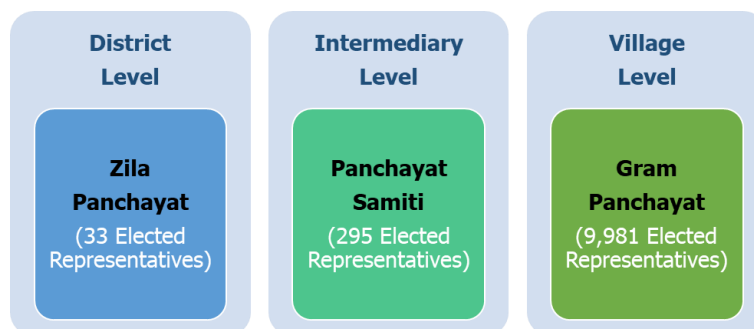 District
Level
Zila
Panchayat
(33 Elected
Representatives)
Intermediary
Level
Panchayat
Samiti
(295 Elected
Representatives)
Village
Level
Gram
Panchayat
(9,981 Elected
Representatives)